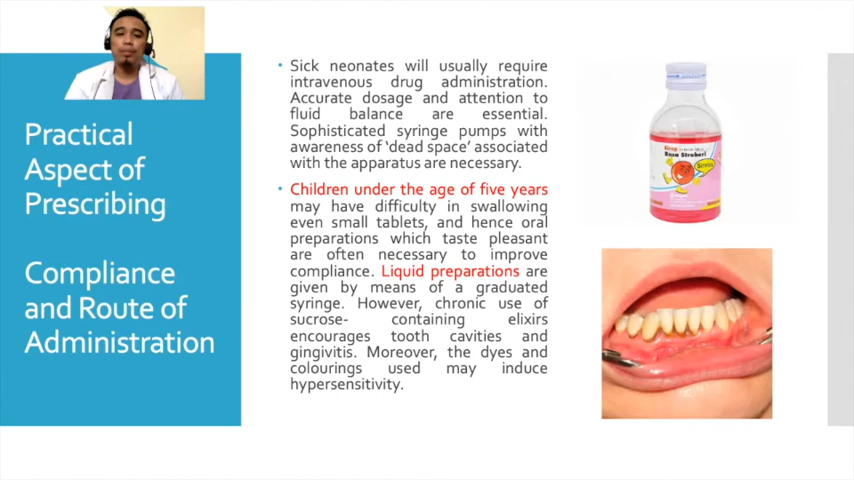 Practical
Aspect of
Prescribing
Compliance
and Route of
Administration
• Sick neonates will usually require
intravenous drug administration.
Accurate dosage and attention to
fluid balance are essential.
Sophisticated syringe pumps with
awareness of ‘dead space’ associated
with the apparatus are necessary.
• Children under the age of five years
may have difficulty in swallowing
even small tablets, and hence oral
preparations which taste pleasant
are often necessary to improve
compliance. Liquid preparations are
given by means of a graduated
syringe. However, chronic use of
sucrose- containing elixirs
encourages tooth cavities and
gingivitis. Moreover, the dyes and
colourings used may induce
hypersensitivity.
Rasa Stroberi